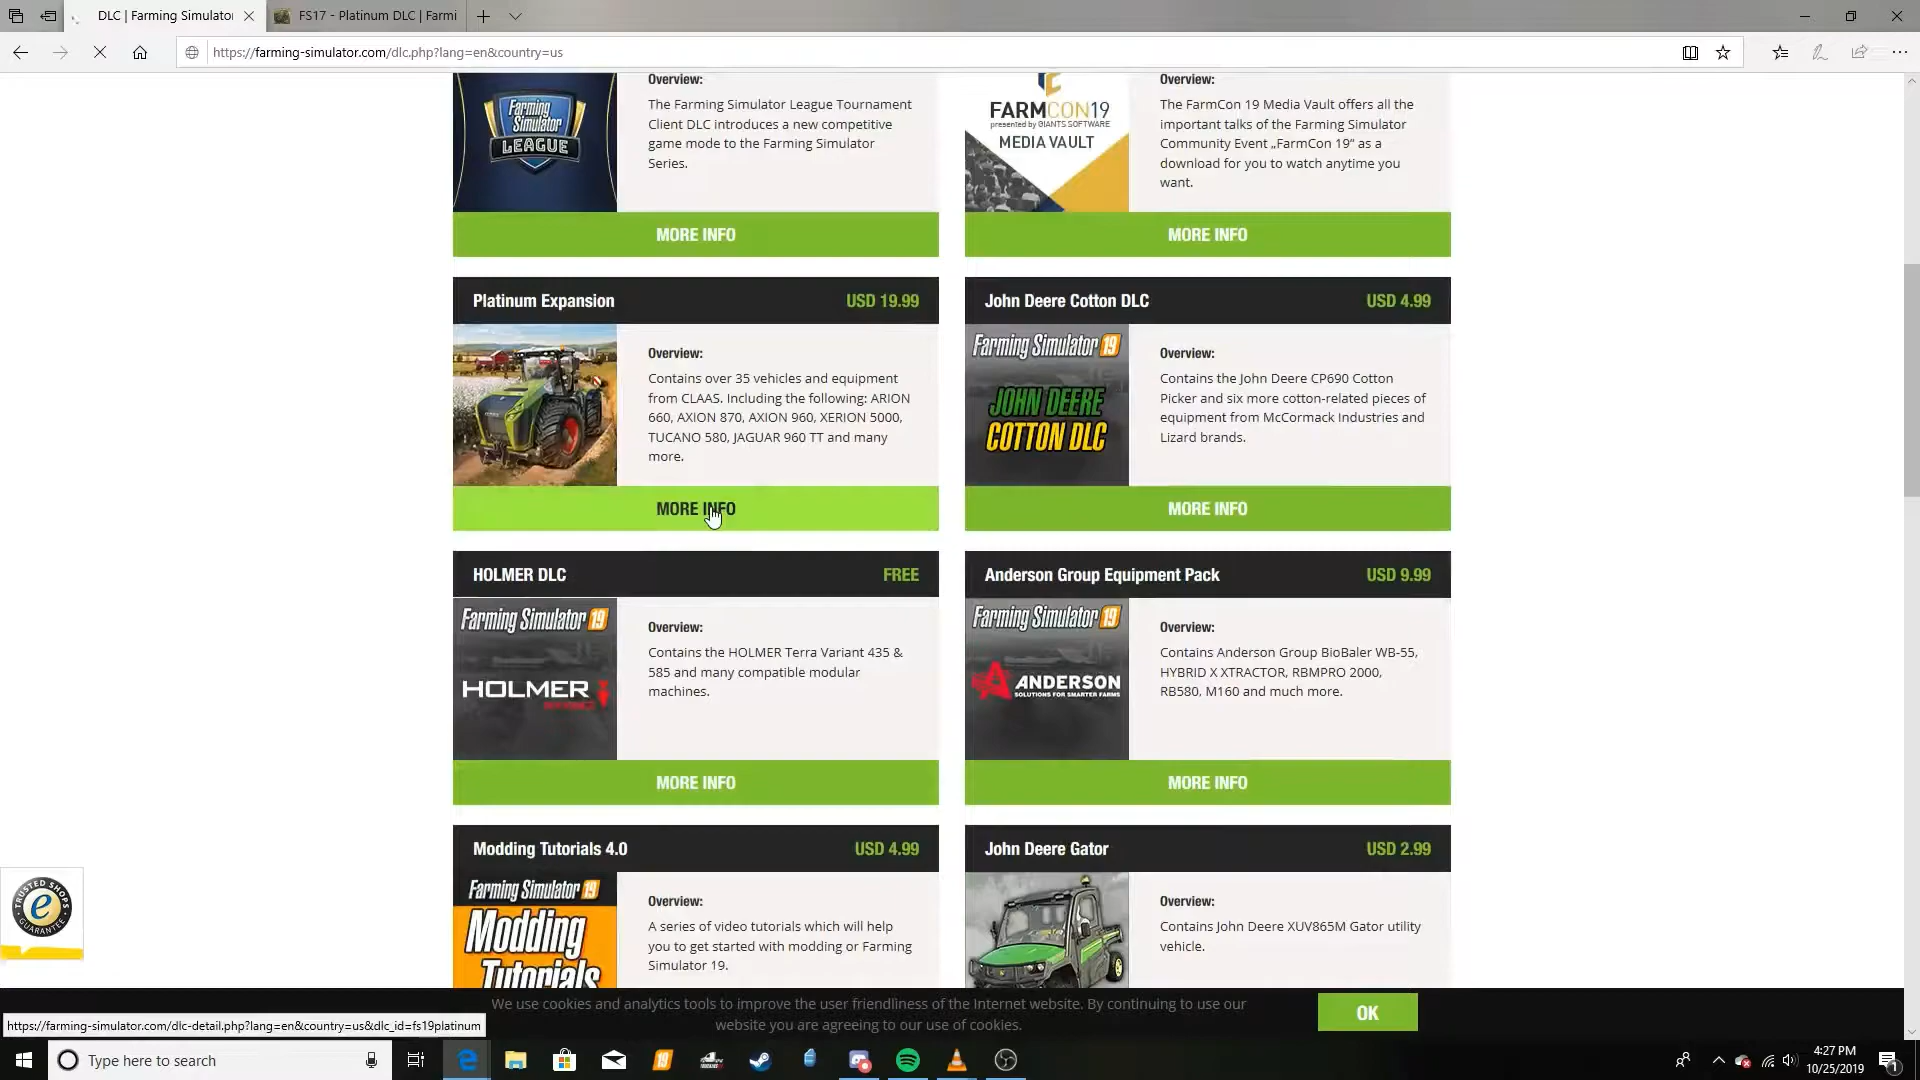 DLC | Farming Simulator
FS17 - Platinum DLC | Farmi
https://farming-simulator.com/dlc.php?lang=en&country=us
Farming
Simulator
LEAGUE
Overview:
The Farming Simulator League Tournament
Client DLC introduces a new competitive
game mode to the Farming Simulator
Series.
MORE INFO
FARMCON19
presented by GIANTS SOFTWARE
MEDIA VAULT
Overview:
The FarmCon 19 Media Vault offers all the
important talks of the Farming Simulator
Community Event „FarmCon 19" as a
download for you to watch anytime you
want.
MORE INFO
Platinum Expansion
USD 19.99
Overview:
Contains over 35 vehicles and equipment
from CLAAS. Including the following: ARION
660, AXION 870, AXION 960, XERION 5000,
TUCANO 580, JAGUAR 960 TT and many
more.
MORE INFO
John Deere Cotton DLC
USD 4.99
Farming Simulator 19
JOHN DEERE
COTTON DLC
Overview:
Contains the John Deere CP690 Cotton
Picker and six more cotton-related pieces of
equipment from McCormack Industries and
Lizard brands.
MORE INFO
HOLMER DLC
FREE
Farming Simulator 19
HOLMER
Overview:
Contains the HOLMER Terra Variant 435 &
585 and many compatible modular
machines.
MORE INFO
Anderson Group Equipment Pack
USD 9.99
Farming Simulator 19
ANDERSON
SOLUTIONS FOR SMARTER FARMS
Overview:
Contains Anderson Group BioBaler WB-55,
HYBRID X XTRACTOR, RBMPRO 2000,
RB580, M160 and much more.
MORE INFO
Modding Tutorials 4.0
USD 4.99
Farming Simulator 19
Modding
Tutorials
Overview:
A series of video tutorials which will help
you to get started with modding or Farming
Simulator 19.
John Deere Gator
USD 2.99
Overview:
Contains John Deere XUV865M Gator utility
vehicle.
TRUSTED SHOPS
e
GUARANTEE
We use cookies and analytics tools to improve the user friendliness of the Internet website. By continuing to use our
website you are agreeing to our use of cookies.
OK
https://farming-simulator.com/dlc-detail.php?lang=en&country=us&dlc_id=fs19platinum
Type here to search
19
4:27 PM
10/25/2019
1